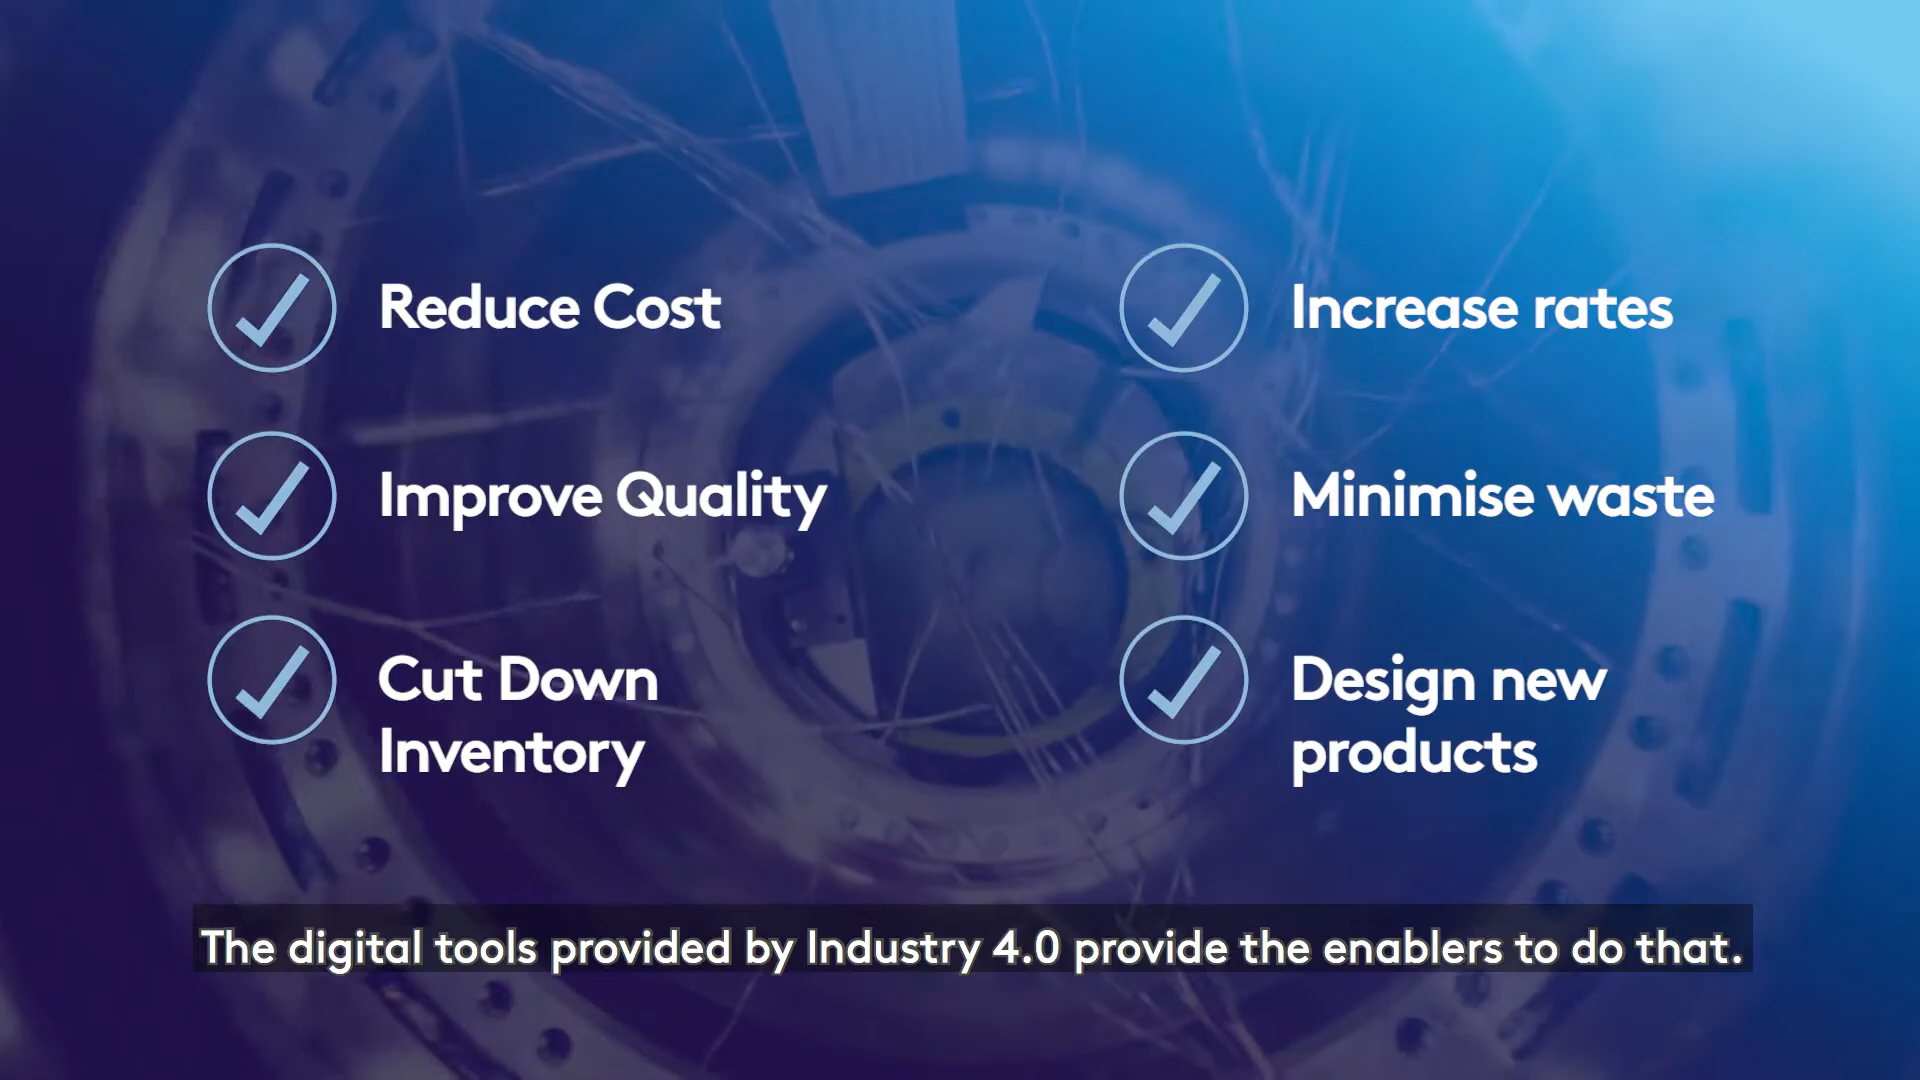 Reduce Cost
Improve Quality
Cut Down
Inventory
Increase rates
Minimise waste
Design new
products
The digital tools provided by Industry 4.0 provide the enablers to do that.